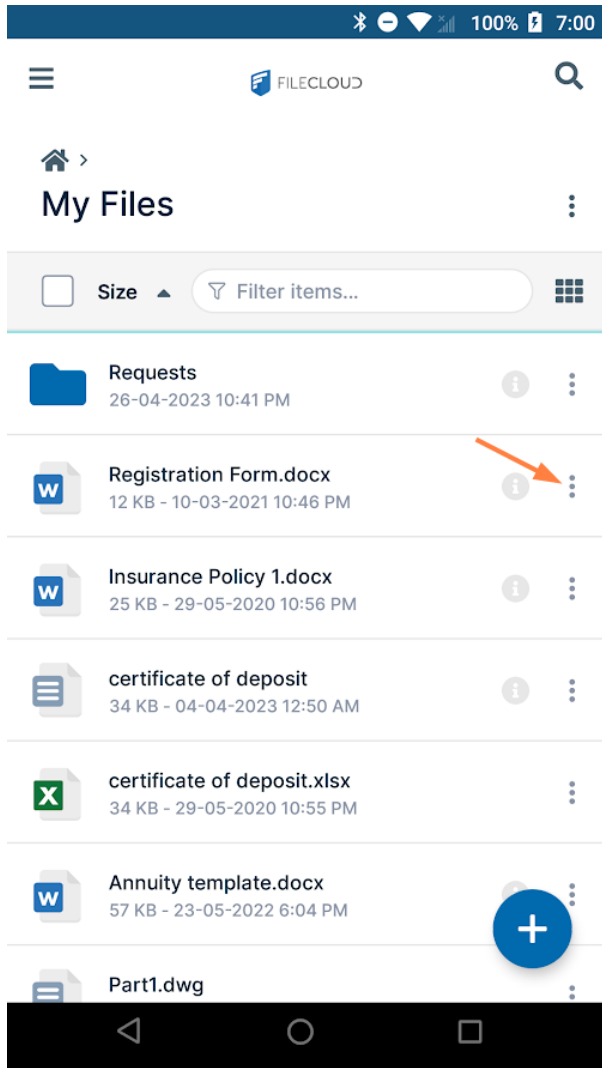 100% 7:00
FILECLOUD
My Files
Size Filter items...
Requests
26-04-2023 10:41 PM
Registration Form.docx
12 KB - 10-03-2021 10:46 PM
Insurance Policy 1.docx
25 KB - 29-05-2020 10:56 PM
certificate of deposit
34 KB - 04-04-2023 12:50 AM
certificate of deposit.xlsx
34 KB - 29-05-2020 10:55 PM
Annuity template.docx
57 KB - 23-05-2022 6:04 PM
Part1.dwg